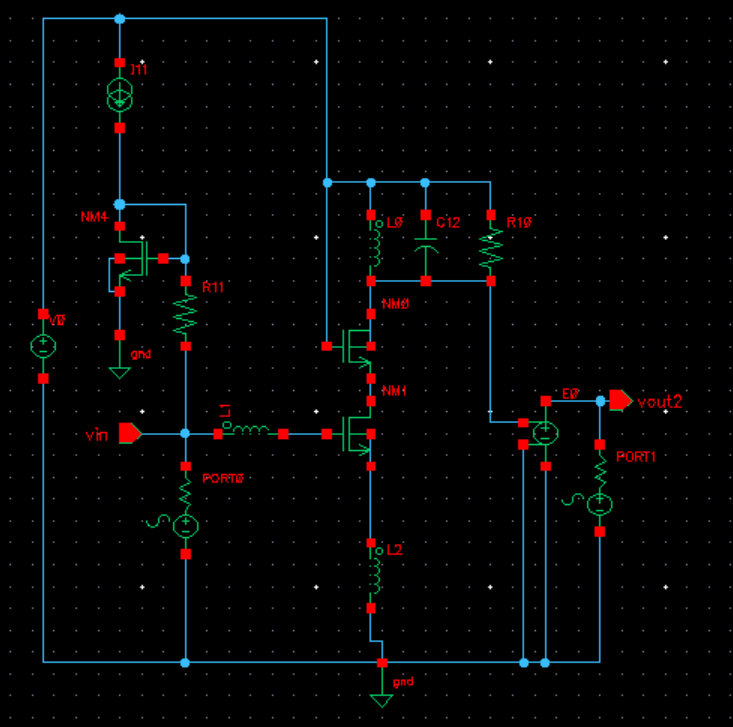 I11
NM4
L0 C12 R10
R11
NM0
V0
gnd
NM1
E0
vout2
L1
vin
PORT1
PORT0
L2
gnd